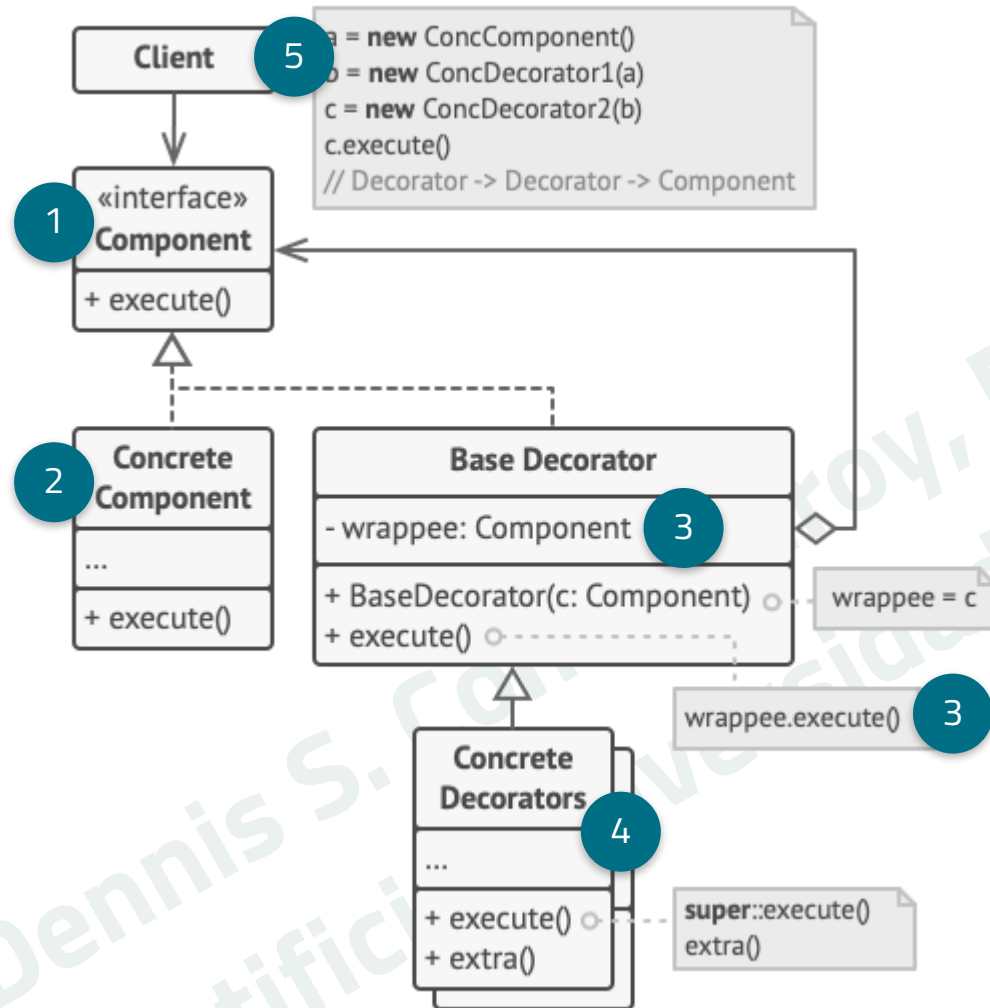 Client
5
a = new ConcComponent()
b = new ConcDecorator1(a)
c = new ConcDecorator2(b)
c.execute()
// Decorator -> Decorator -> Component
1
«interface»
Component
+ execute()
2
Concrete
Component
...
+ execute()
Base Decorator
- wrappee: Component
3
+ BaseDecorator(c: Component)
+ execute()
wrappee = c
wrappee.execute()
3
Concrete
Decorators
4
...
+ execute()
+ extra()
super::execute()
extra()
Dennis S.